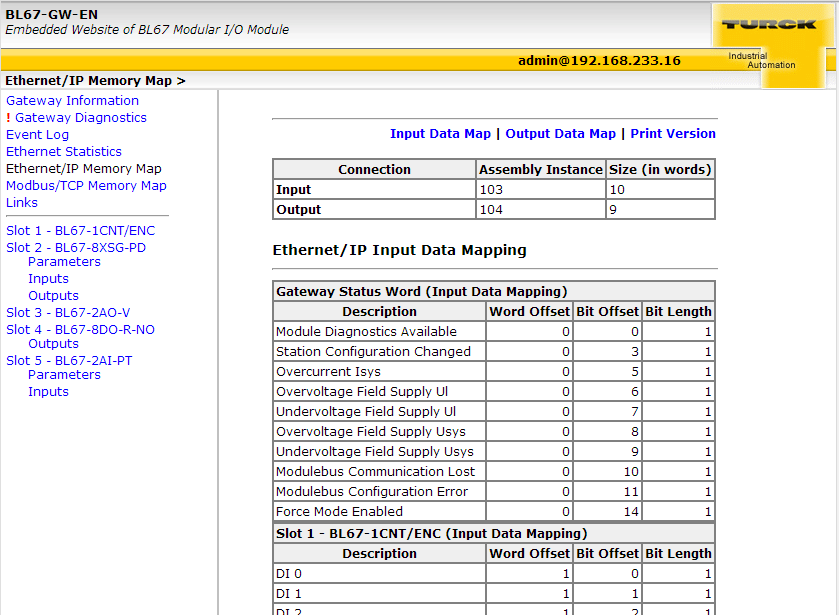 BL67-GW-EN
Embedded Website of BL67 Modular I/O Module
TURCK
Industrial
Automation
admin@192.168.233.16
Ethernet/IP Memory Map >
Gateway Information
! Gateway Diagnostics
Event Log
Ethernet Statistics
Ethernet/IP Memory Map
Modbus/TCP Memory Map
Links
Slot 1 - BL67-1CNT/ENC
Slot 2 - BL67-8XSG-PD
Parameters
Inputs
Outputs
Slot 3 - BL67-2AO-V
Slot 4 - BL67-8DO-R-NO
Outputs
Slot 5 - BL67-2AI-PT
Parameters
Inputs
Input Data Map | Output Data Map | Print Version
Connection Assembly Instance Size (in words)
Input 103 10
Output 104 9
Ethernet/IP Input Data Mapping
Gateway Status Word (Input Data Mapping)
Description Word Offset Bit Offset Bit Length
Module Diagnostics Available 0 0 1
Station Configuration Changed 0 3 1
Overcurrent Isys 0 5 1
Overvoltage Field Supply Ul 0 6 1
Undervoltage Field Supply Ul 0 7 1
Overvoltage Field Supply Usys 0 8 1
Undervoltage Field Supply Usys 0 9 1
Modulebus Communication Lost 0 10 1
Modulebus Configuration Error 0 11 1
Force Mode Enabled 0 14 1
Slot 1 - BL67-1CNT/ENC (Input Data Mapping)
Description Word Offset Bit Offset Bit Length
DI 0 1 0 1
DI 1 1 1 1
DI 2 1 2 1